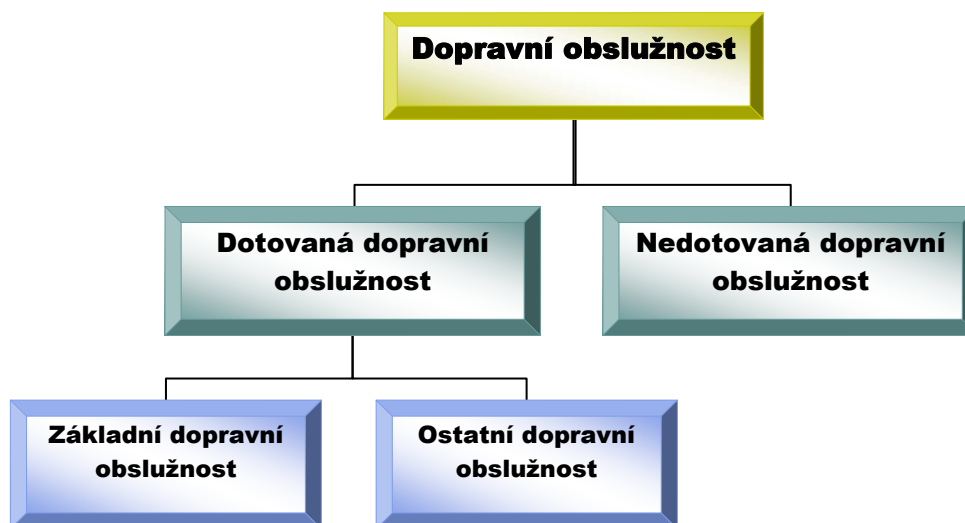 Dopravní obslužnost
Dotovaná dopravní
obslužnost
Nedotovaná dopravní
obslužnost
Základní dopravní
obslužnost
Ostatní dopravní
obslužnost